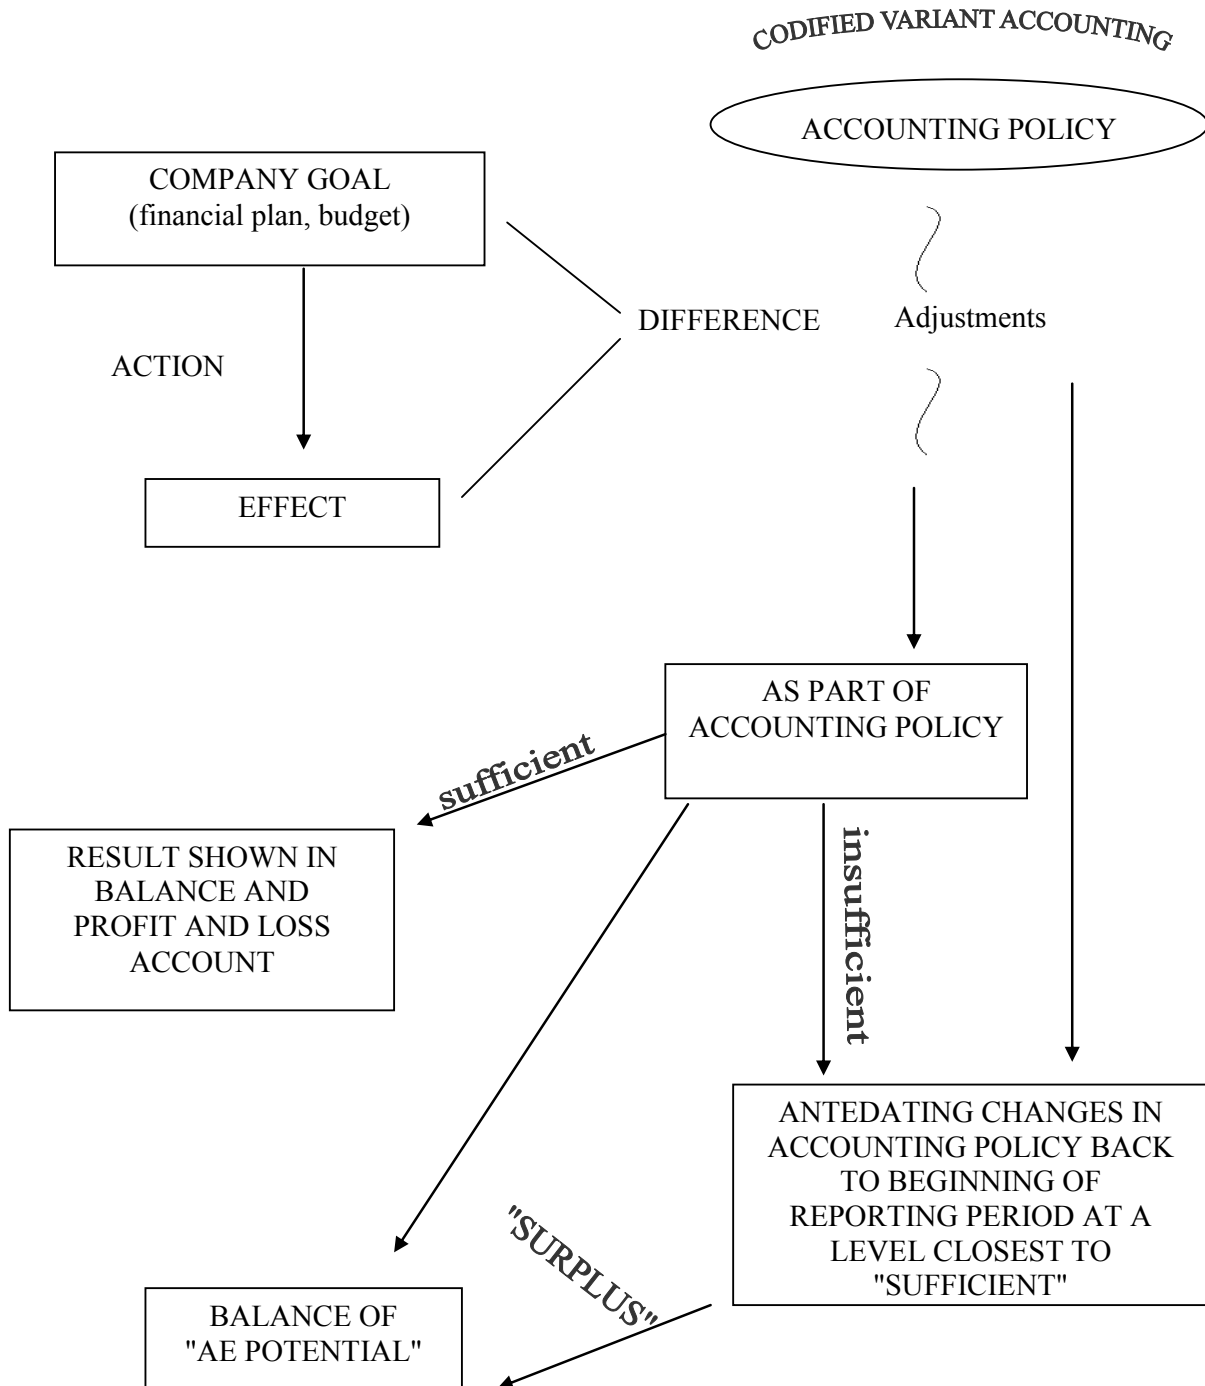 CODIFIED VARIANT ACCOUNTING
ACCOUNTING POLICY
COMPANY GOAL
(financial plan, budget)
DIFFERENCE
Adjustments
ACTION
EFFECT
AS PART OF
ACCOUNTING POLICY
sufficient
insufficient
RESULT SHOWN IN
BALANCE AND
PROFIT AND LOSS
ACCOUNT
ANTEDATING CHANGES IN
ACCOUNTING POLICY BACK
TO BEGINNING OF
REPORTING PERIOD AT A
LEVEL CLOSEST TO
"SUFFICIENT"
"SURPLUS"
BALANCE OF
"AE POTENTIAL"